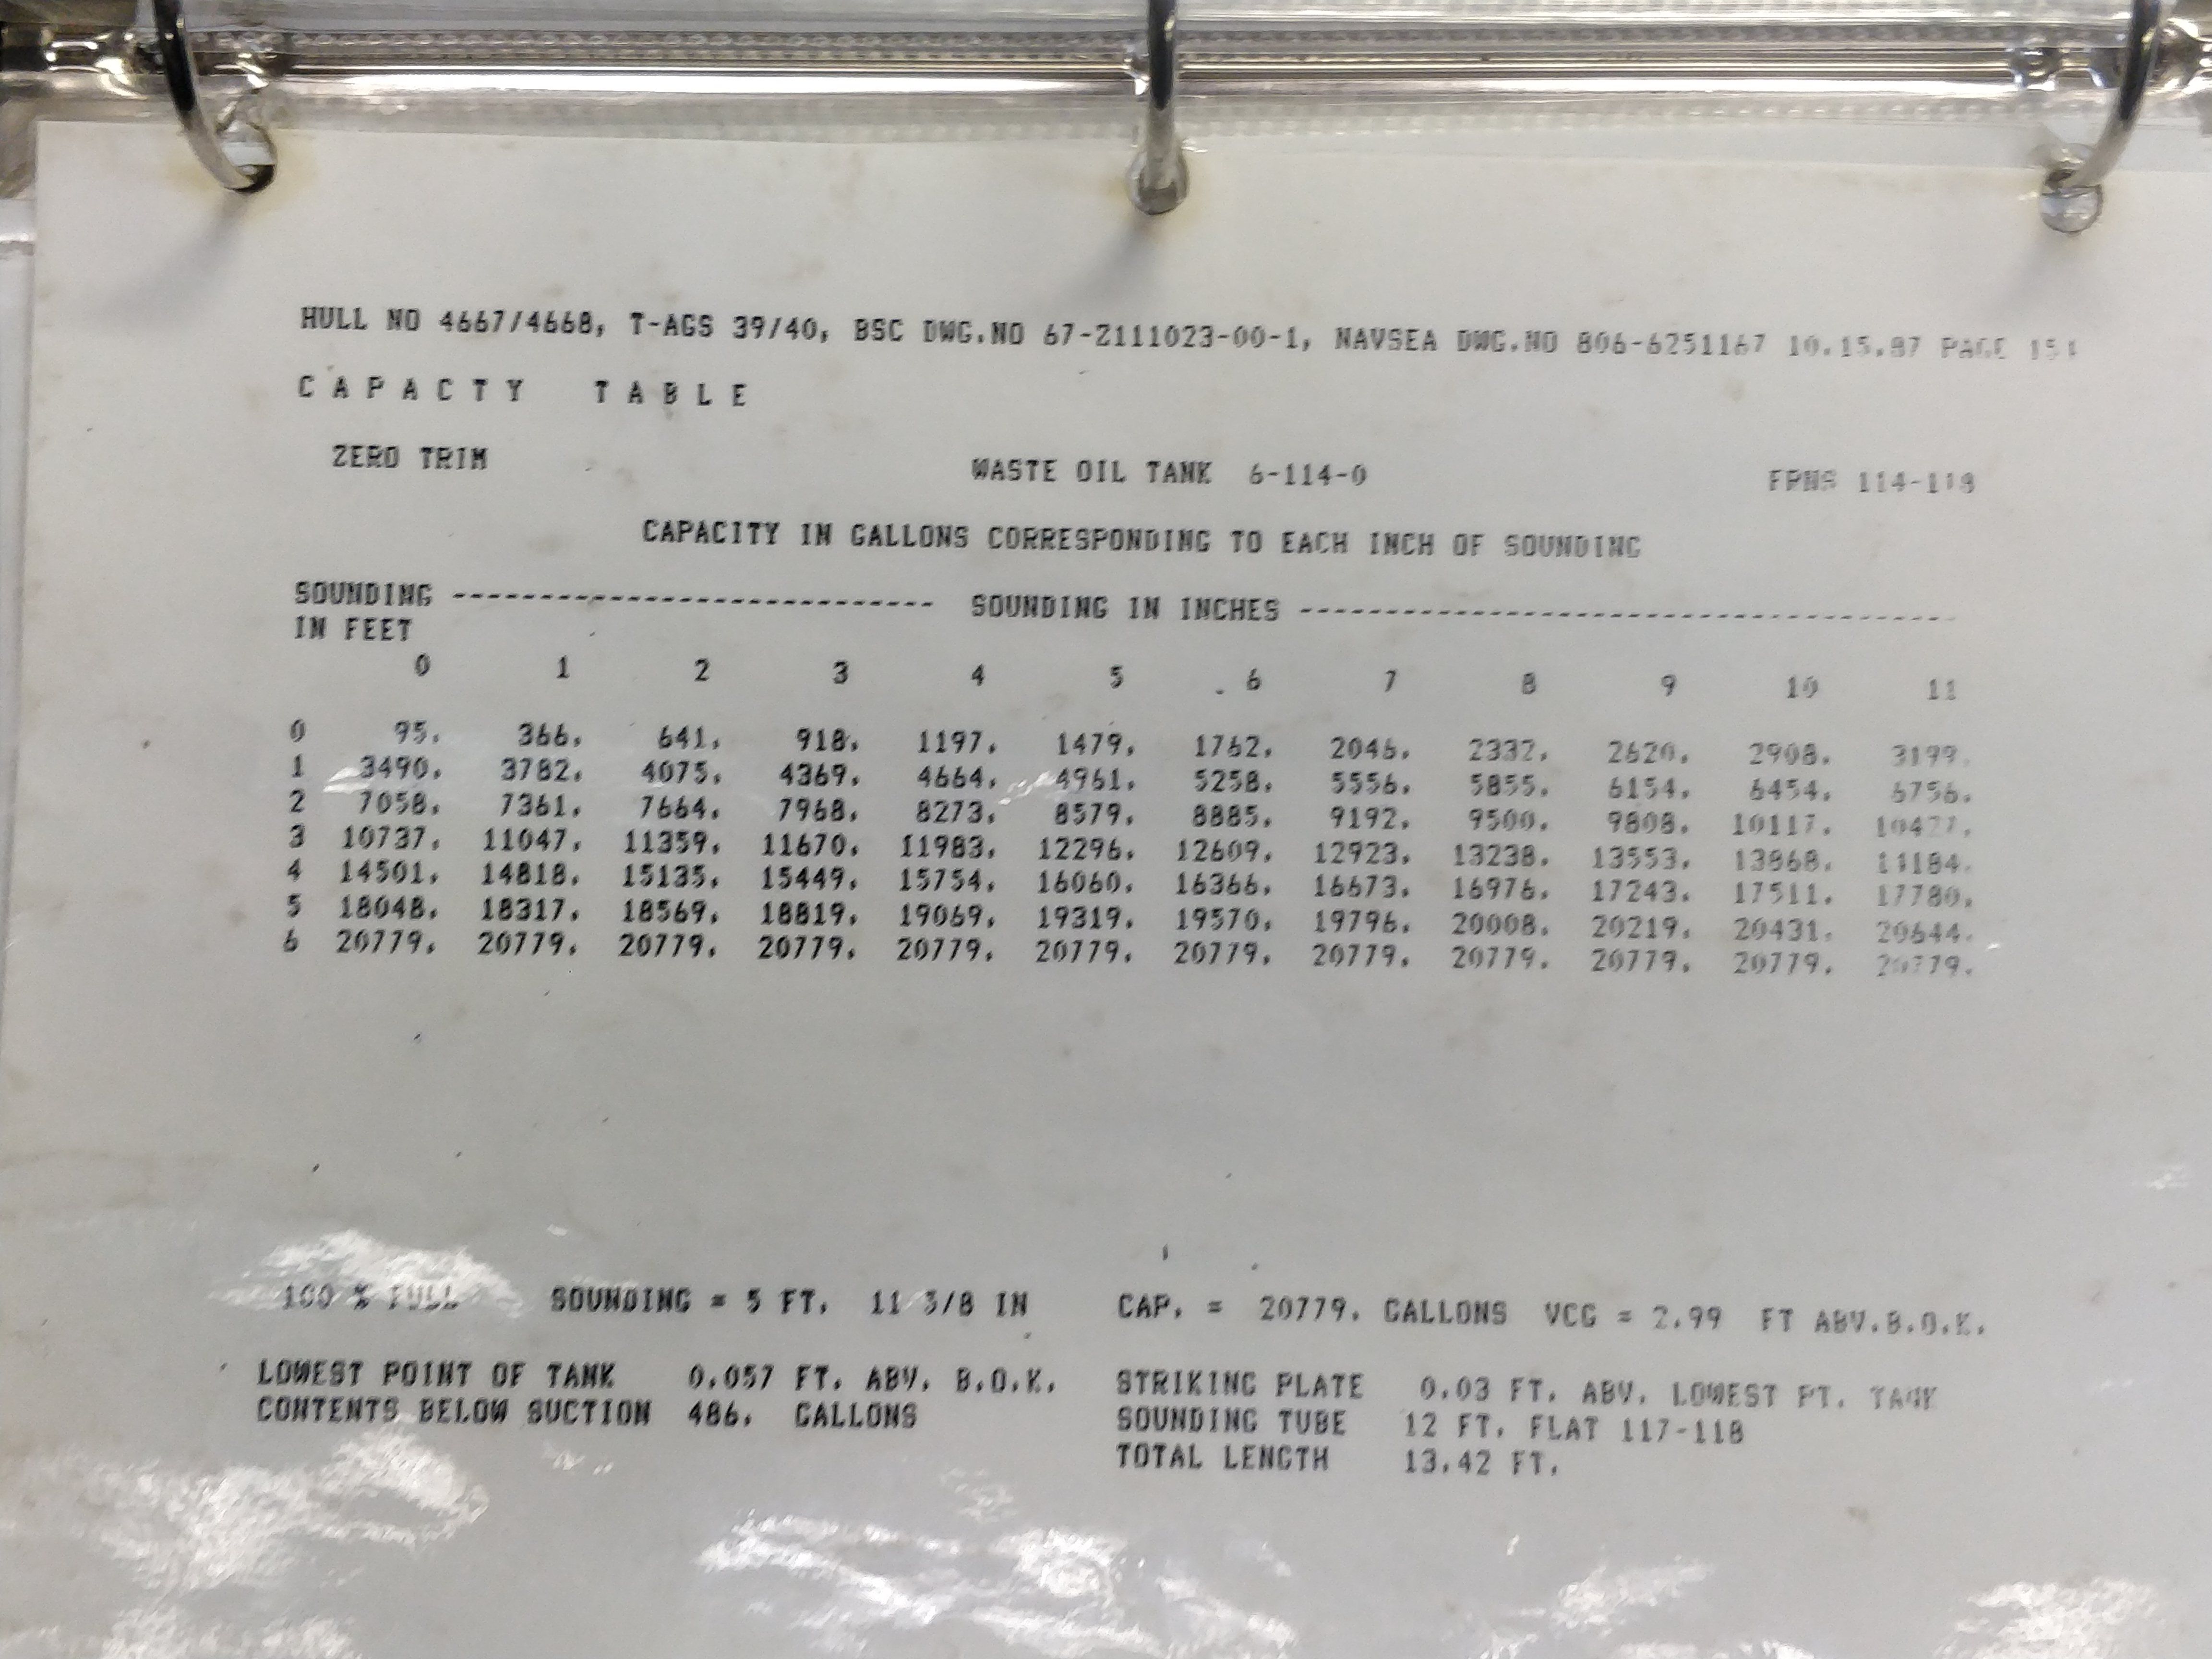 HULL NO 4667/4668, T-AGS 39/40, BSC DWG.NO 67-2111023-00-1, NAVSEA DWG.NO 806-6251167 10.15.87 PAGE
C A P A C T Y T A B L E
ZERO TRIM WASTE OIL TANK 6-114-0 FRMS 114-119
CAPACITY IN GALLONS CORRESPONDING TO EACH INCH OF SOUNDING
SOUNDING ---------------------------------- SOUNDING IN INCHES ----------------------------------
IN FEET
0 1 2 3 4 5 6 7 8 9 10 11
0 95. 366. 641. 918. 1197. 1479. 1762. 2046. 2332. 2620. 2908. 3199.
1 3490. 3782. 4075. 4369. 4664. 4961. 5258. 5556. 5855. 6154. 6454. 6756.
2 7058. 7361. 7664. 7968. 8273. 8579. 8885. 9192. 9500. 9808. 10117. 10427.
3 10737. 11047. 11359. 11670. 11983. 12296. 12609. 12923. 13238. 13553. 13868. 14184.
4 14501. 14818. 15135. 15449. 15754. 16060. 16366. 16673. 16976. 17243. 17511. 17780.
5 18048. 18317. 18569. 18819. 19069. 19319. 19570. 19796. 20008. 20219. 20431. 20644.
6 20779. 20779. 20779. 20779. 20779. 20779. 20779. 20779. 20779. 20779. 20779. 20779.
100 % FULL SOUNDING = 5 FT. 11 3/8 IN CAP. = 20779. GALLONS VCG = 2.99 FT ABV.B.O.K.
LOWEST POINT OF TANK 0.057 FT. ABV. B.O.K. STRIKING PLATE 0.03 FT. ABV. LOWEST PT. TANK
CONTENTS BELOW SUCTION 486. GALLONS SOUNDING TUBE 12 FT. FLAT 117-118
TOTAL LENGTH 13.42 FT.